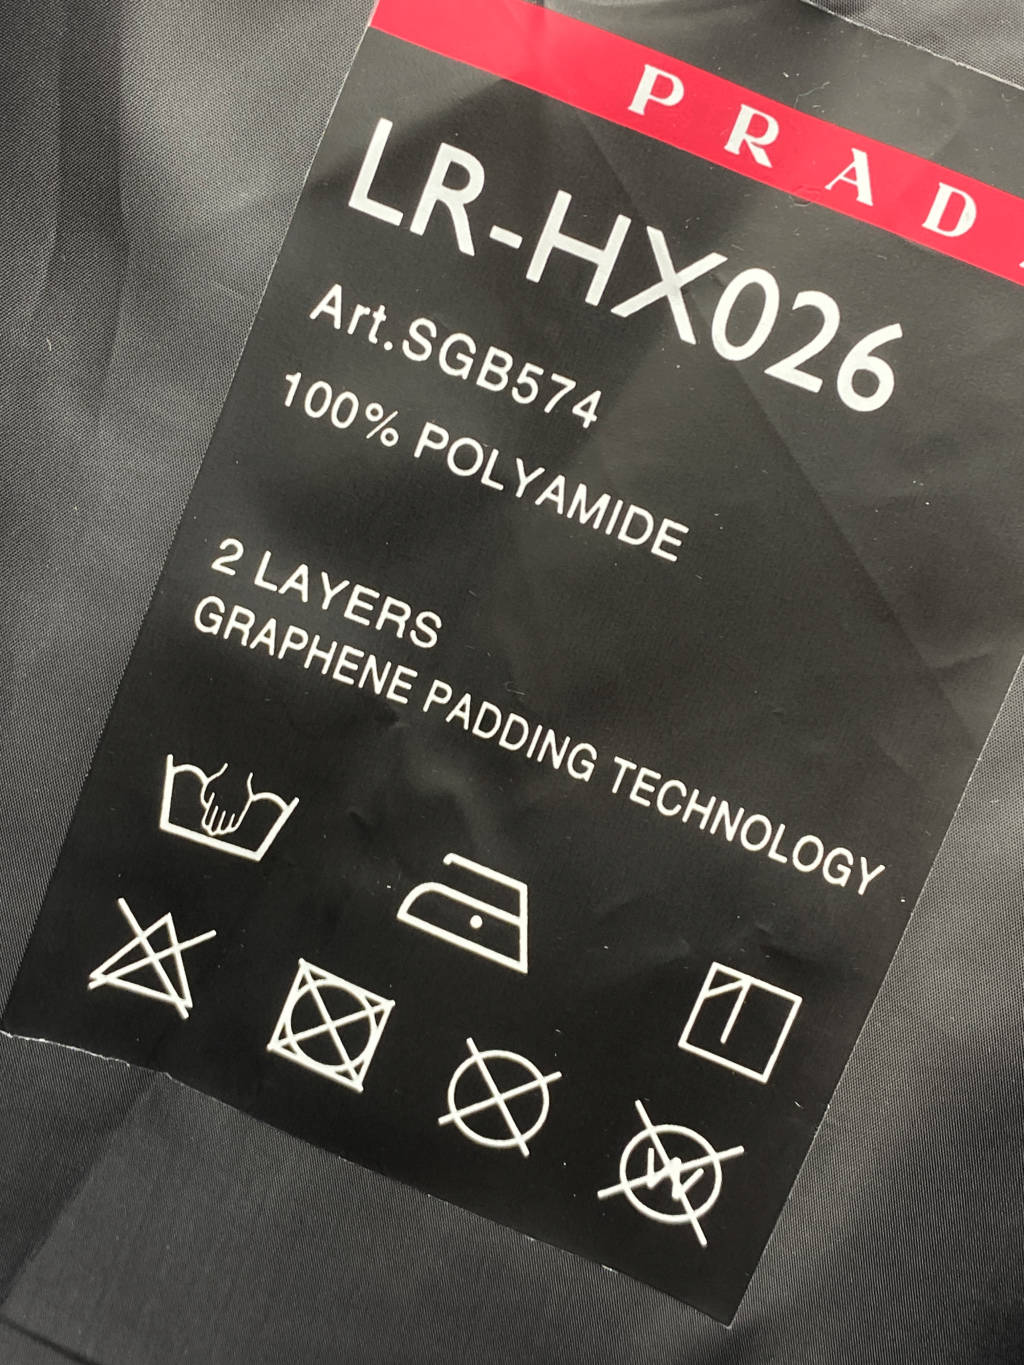 PRADA
LR-HX026
Art.SGB574
100% POLYAMIDE
2 LAYERS
GRAPHENE PADDING TECHNOLOGY
W